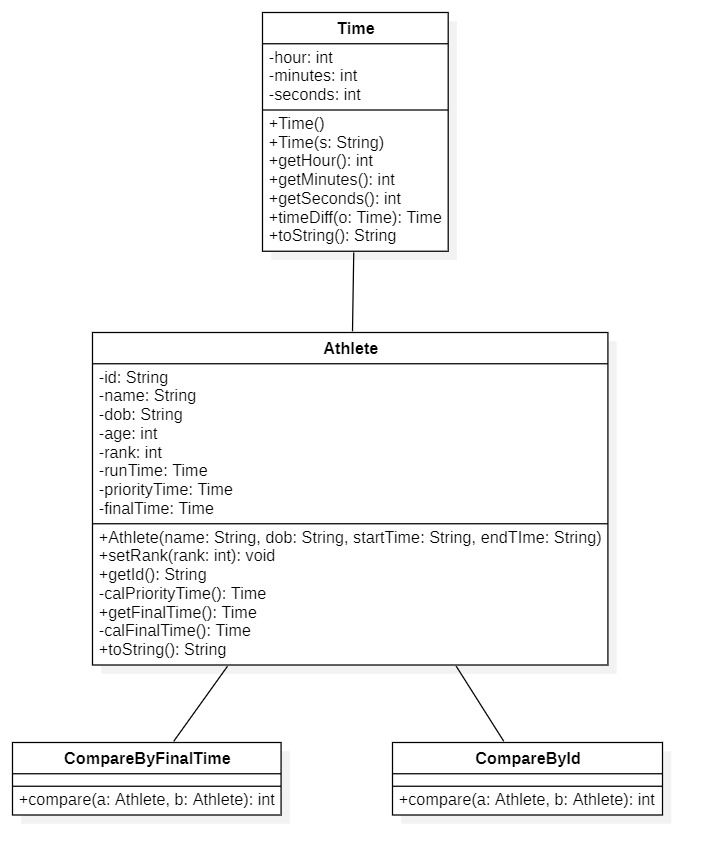 Time
-hour: int
-minutes: int
-seconds: int
+Time()
+Time(s: String)
+getHour(): int
+getMinutes(): int
+getSeconds(): int
+timeDiff(o: Time): Time
+toString(): String
Athlete
-id: String
-name: String
-dob: String
-age: int
-rank: int
-runTime: Time
-priorityTime: Time
-finalTime: Time
+Athlete(name: String, dob: String, startTime: String, endTIme: String)
+setRank(rank: int): void
+getId(): String
-calPriorityTime(): Time
+getFinalTime(): Time
-calFinalTime(): Time
+toString(): String
CompareByFinalTime
+compare(a: Athlete, b: Athlete): int
CompareById
+compare(a: Athlete, b: Athlete): int